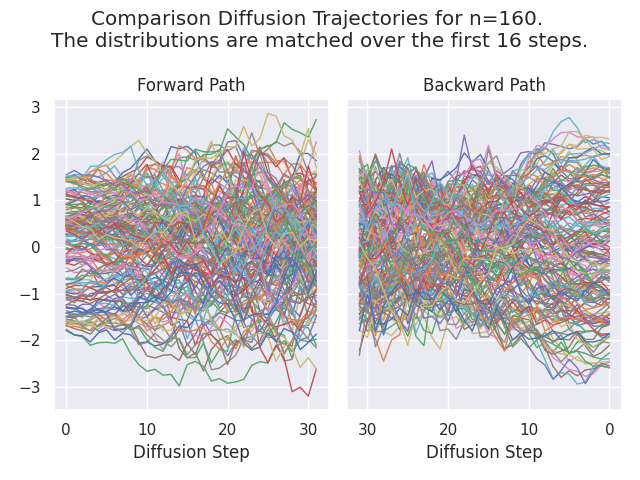 Comparison Diffusion Trajectories for n=160.
The distributions are matched over the first 16 steps.
Forward Path
Backward Path
3
2
1
0
−1
−2
−3
0 10 20 30
30 20 10 0
Diffusion Step
Diffusion Step